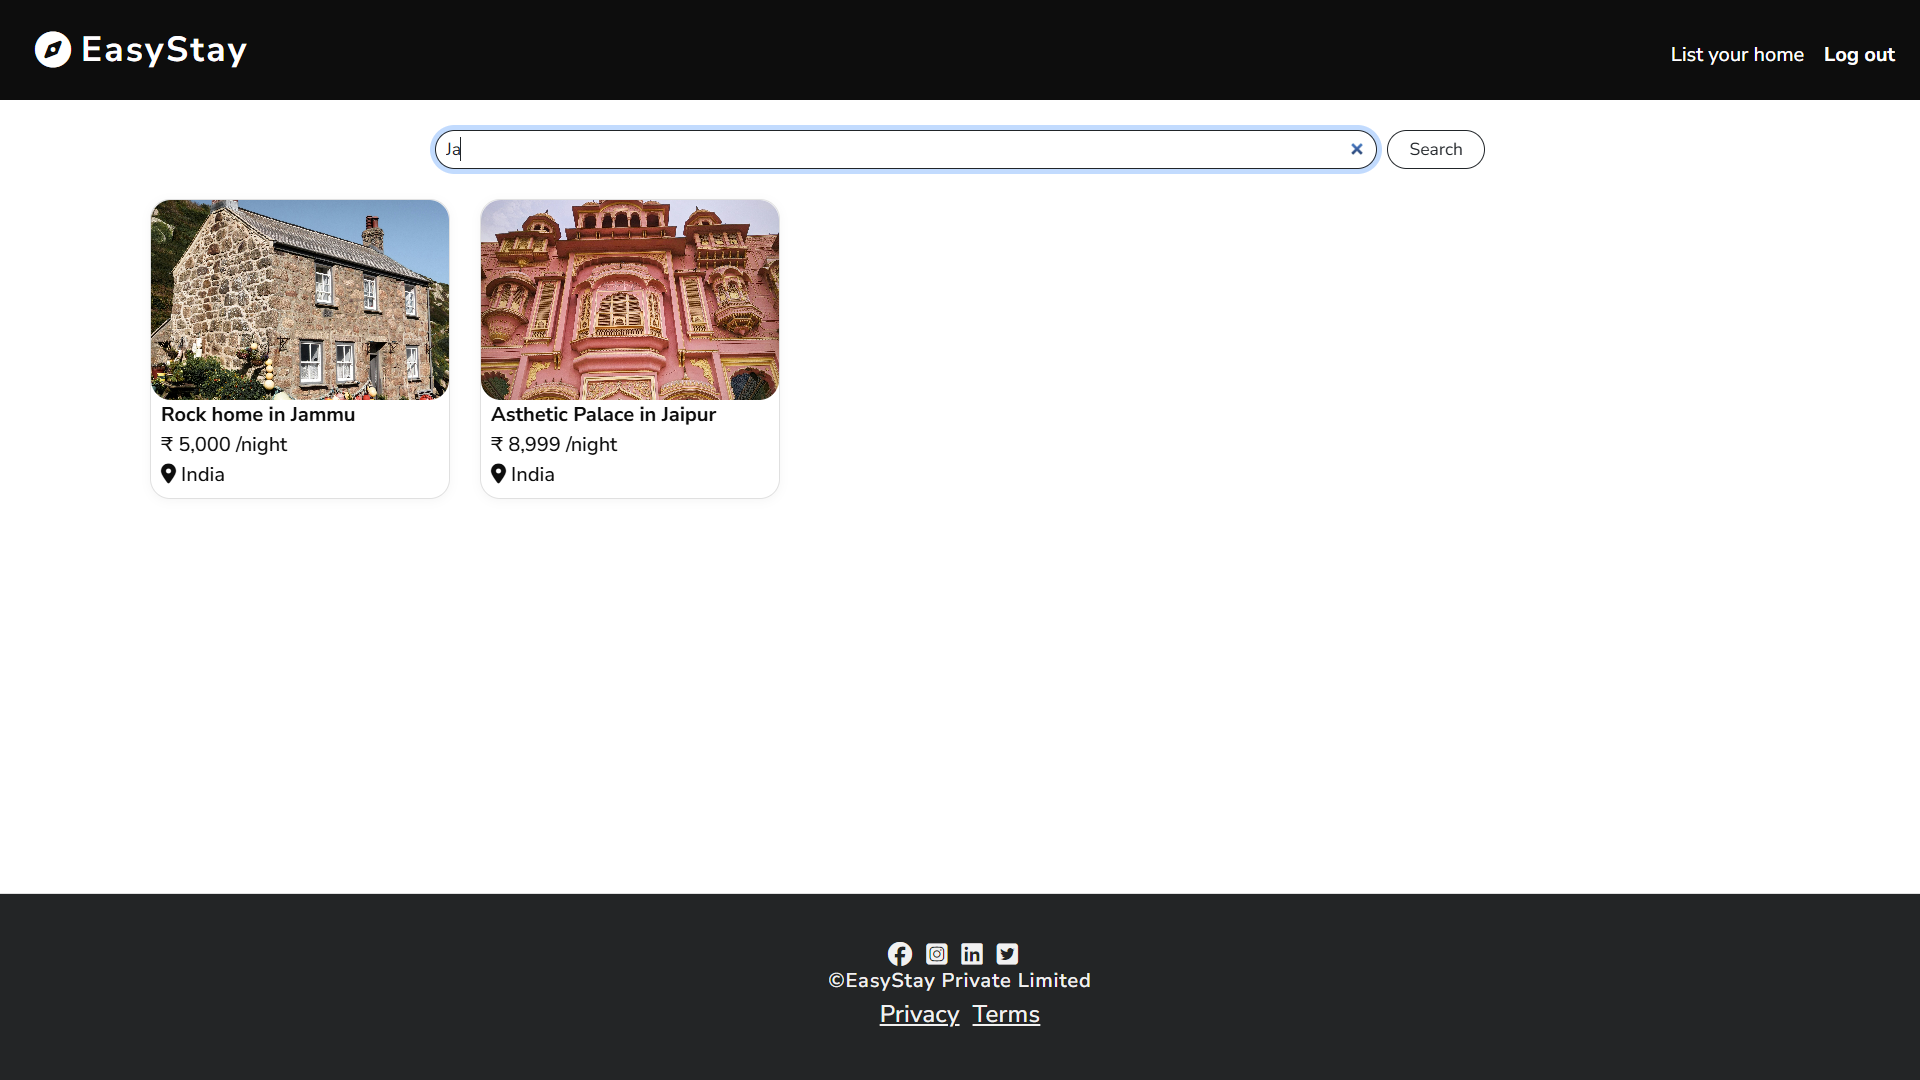 EasyStay
List your home Log out
Ja
Search
Rock home in Jammu
₹ 5,000 /night
India
Asthetic Palace in Jaipur
₹ 8,999 /night
India
©EasyStay Private Limited
Privacy Terms